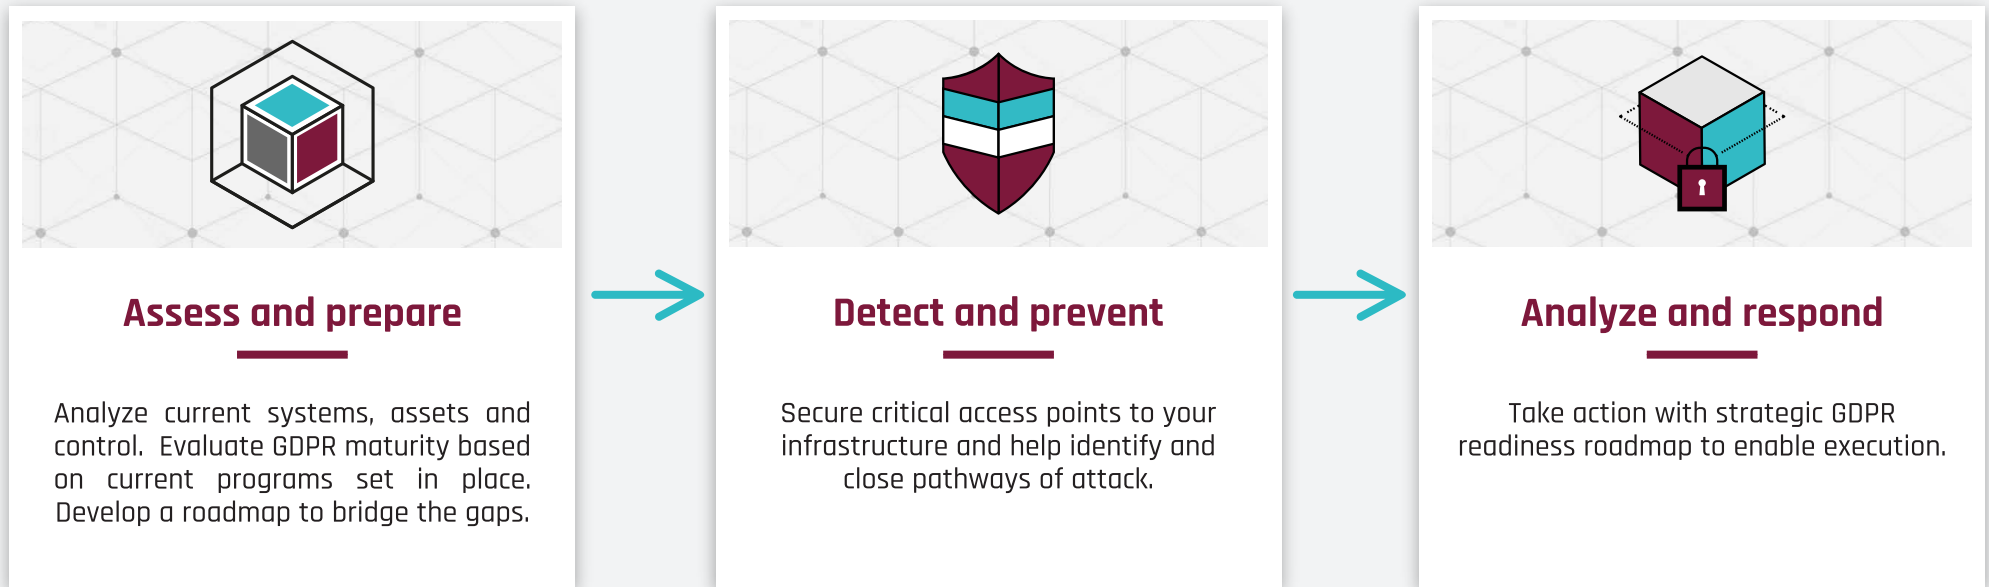 Assess and prepare
Analyze current systems, assets and
control. Evaluate GDPR maturity based
on current programs set in place.
Develop a roadmap to bridge the gaps.
Detect and prevent
Secure critical access points to your
infrastructure and help identify and
close pathways of attack.
Analyze and respond
Take action with strategic GDPR
readiness roadmap to enable execution.